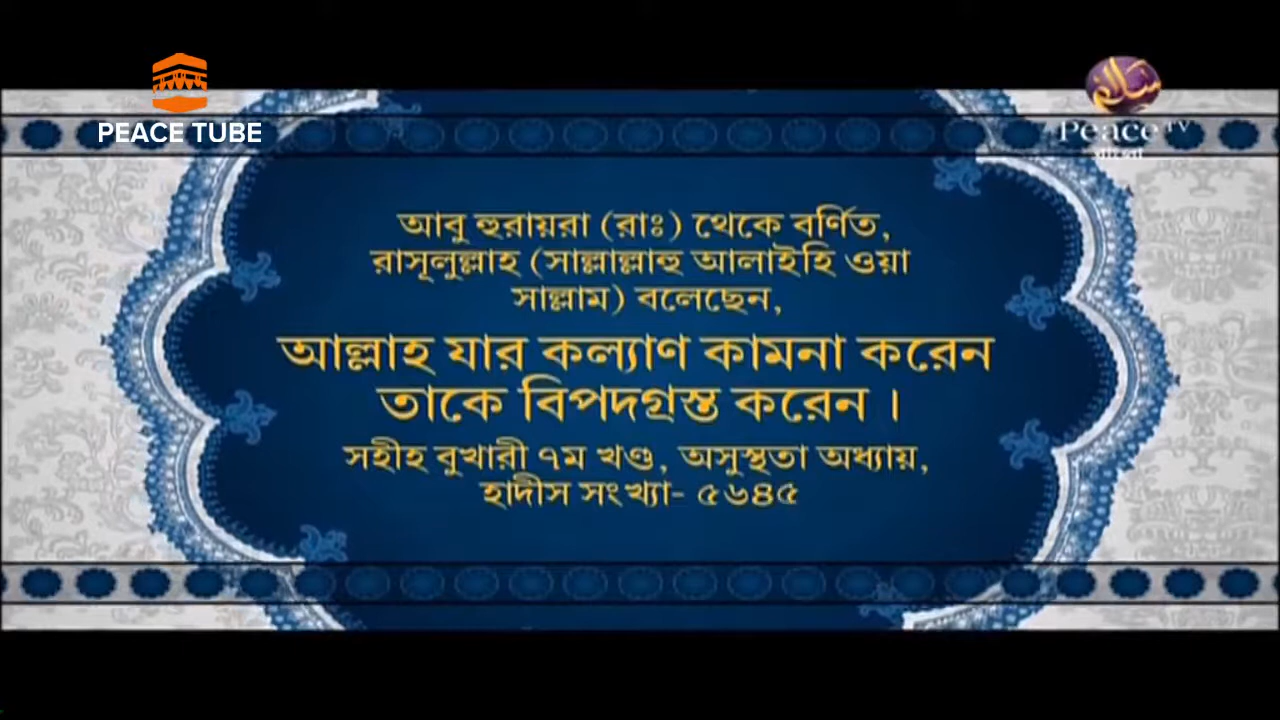 PEACE TUBE
Peace TV
বাংলা
আবু হুরায়রা (রাঃ) থেকে বর্ণিত,
রাসূলুল্লাহ (সাল্লাল্লাহু আলাইহি ওয়া
সাল্লাম) বলেছেন,
আল্লাহ যার কল্যাণ কামনা করেন
তাকে বিপদগ্রস্ত করেন ।
সহীহ বুখারী ৭ম খণ্ড, অসুস্থতা অধ্যায়,
হাদীস সংখ্যা- ৫৬৪৫